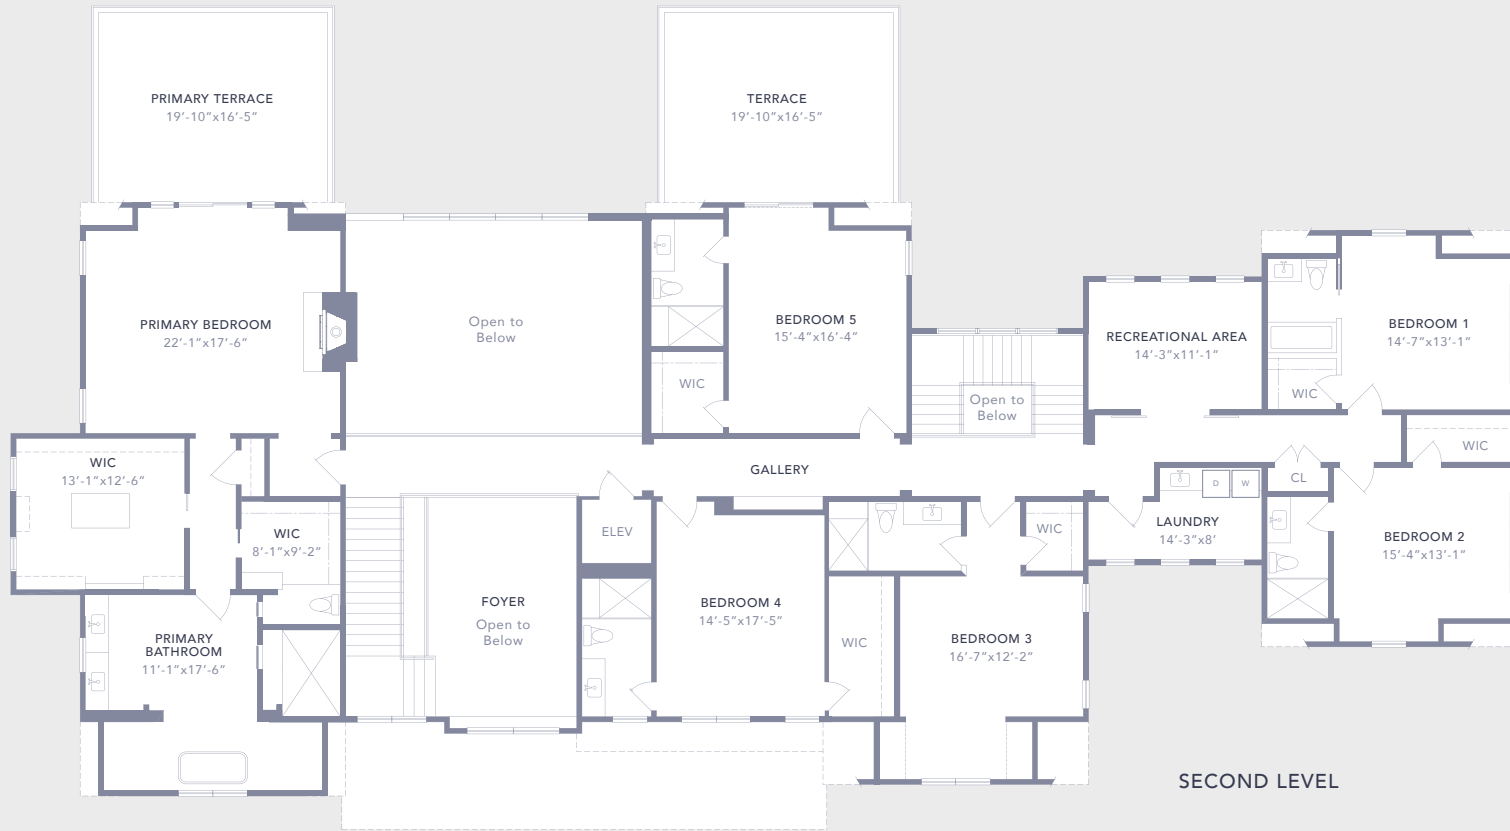 PRIMARY TERRACE
19'-10"x16'-5"
TERRACE
19'-10"x16'-5"
PRIMARY BEDROOM
22'-1"x17'-6"
Open to
Below
BEDROOM 5
15'-4"x16'-4"
WIC
Open to
Below
RECREATIONAL AREA
14'-3"x11'-1"
BEDROOM 1
14'-7"x13'-1"
WIC
WIC
WIC
13'-1"x12'-6"
GALLERY
CL
D
W
WIC
8'-1"x9'-2"
ELEV
WIC
LAUNDRY
14'-3"x8'
BEDROOM 2
15'-4"x13'-1"
FOYER
Open to
Below
BEDROOM 4
14'-5"x17'-5"
WIC
BEDROOM 3
16'-7"x12'-2"
PRIMARY
BATHROOM
11'-1"x17'-6"
SECOND LEVEL